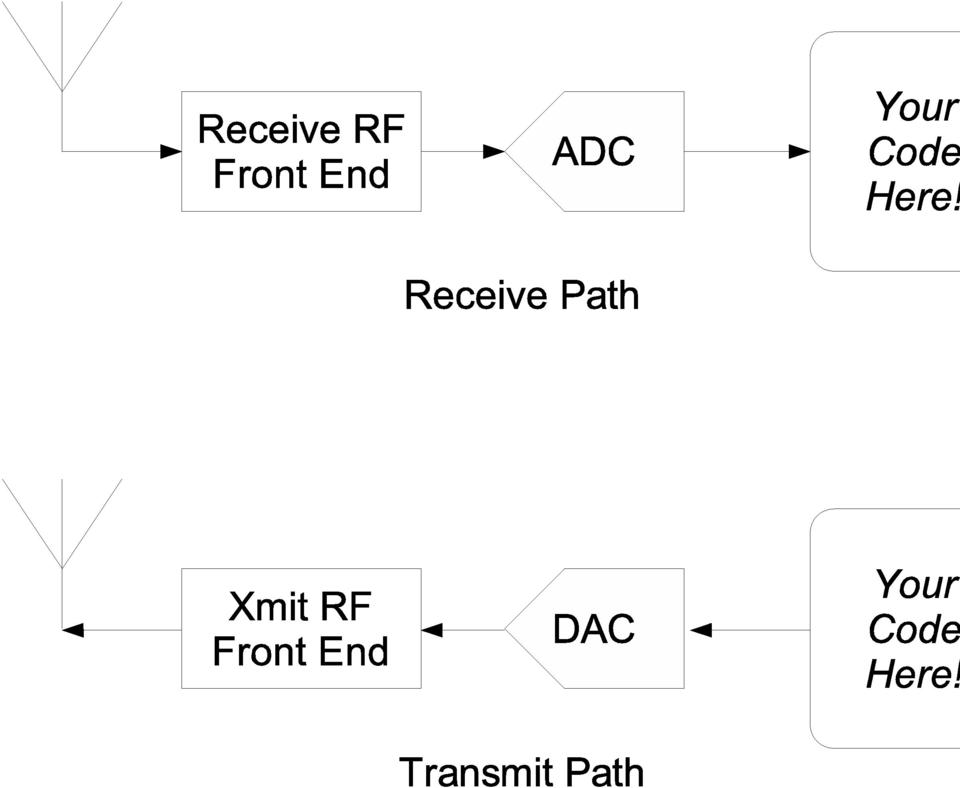 Receive RF
Front End
ADC
Your
Code
Here!
Receive Path
Xmit RF
Front End
DAC
Your
Code
Here!
Transmit Path